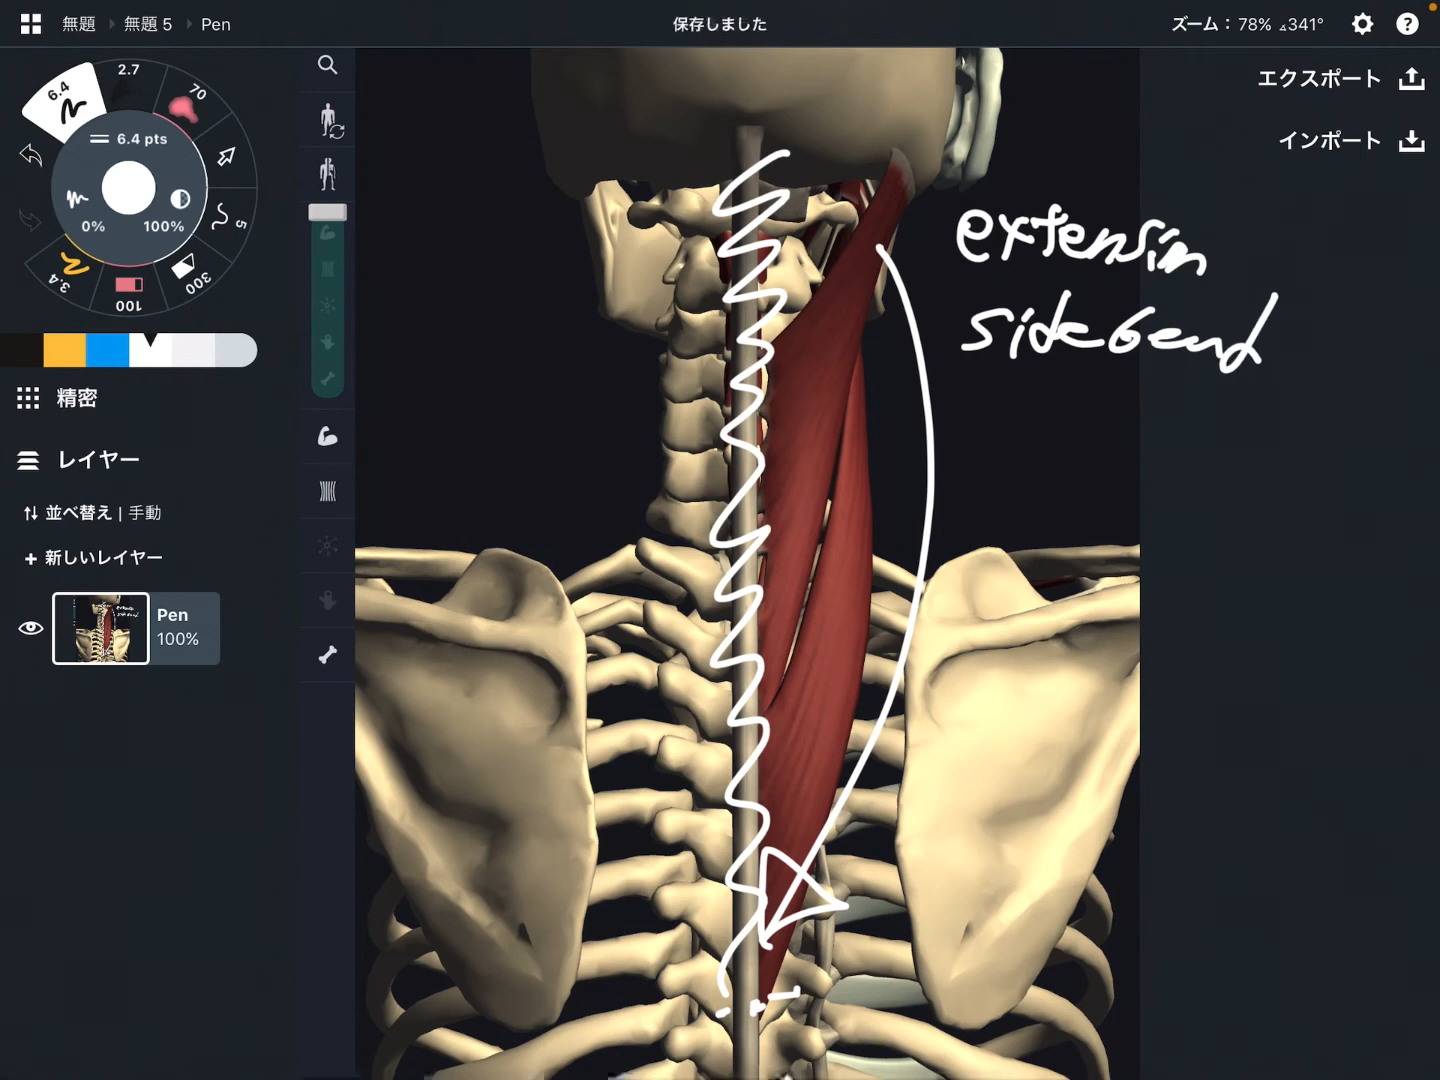 無題 無題 5 Pen
保存しました
ズーム： 78% ⦟341°
エクスポート
インポート
2.7
6.4
70
6.4 pts
5
0% 100%
3.4
100
300
精密
レイヤー
並べ替え | 手動
+ 新しいレイヤー
Pen
100%
extension
sidebend